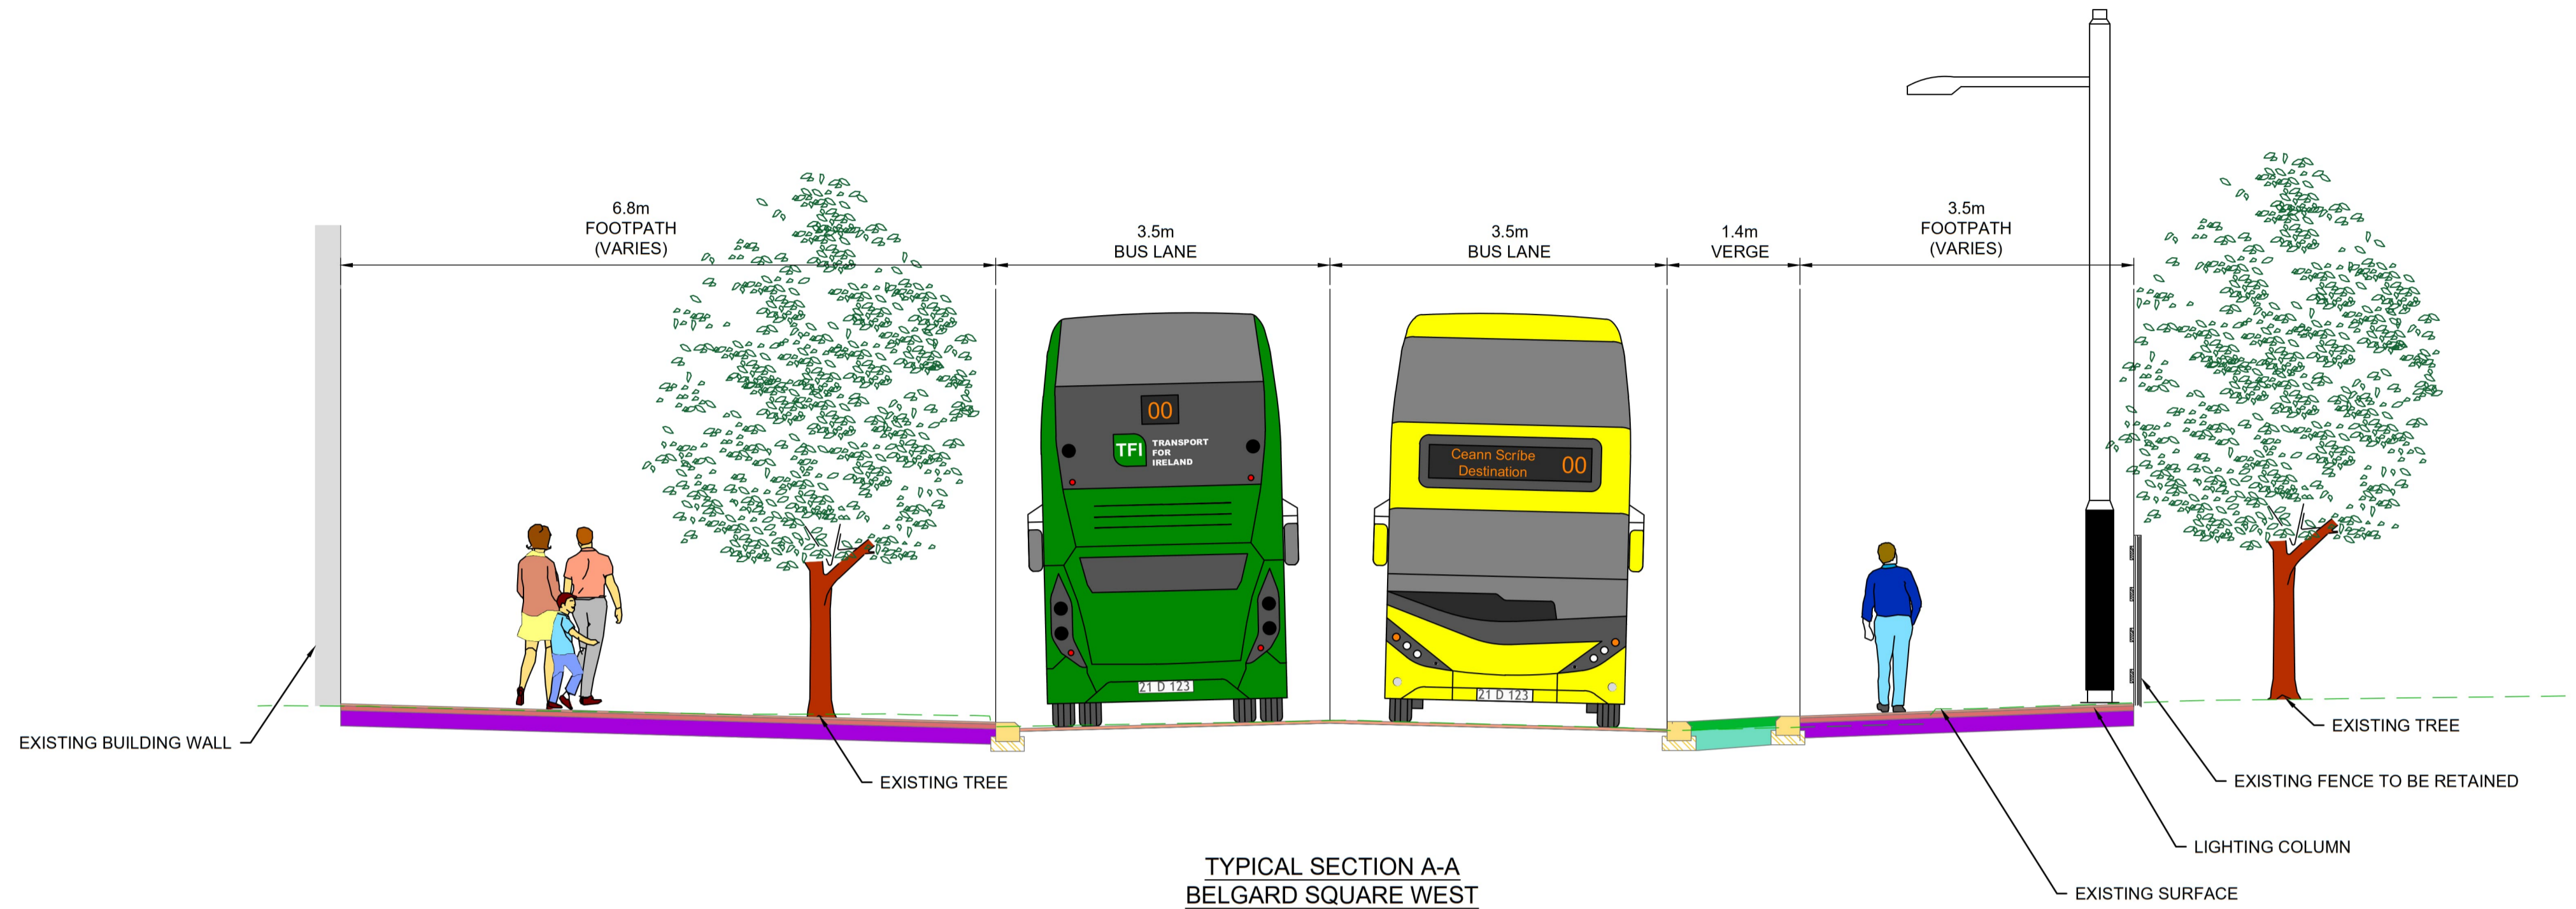 6.8m
FOOTPATH
(VARIES)
3.5m
BUS LANE
3.5m
BUS LANE
1.4m
VERGE
3.5m
FOOTPATH
(VARIES)
00
TFI TRANSPORT
FOR
IRELAND
Ceann Scríbe
Destination 00
21 D 123
21 D 123
EXISTING BUILDING WALL
EXISTING TREE
EXISTING TREE
EXISTING FENCE TO BE RETAINED
LIGHTING COLUMN
EXISTING SURFACE
TYPICAL SECTION A-A
BELGARD SQUARE WEST